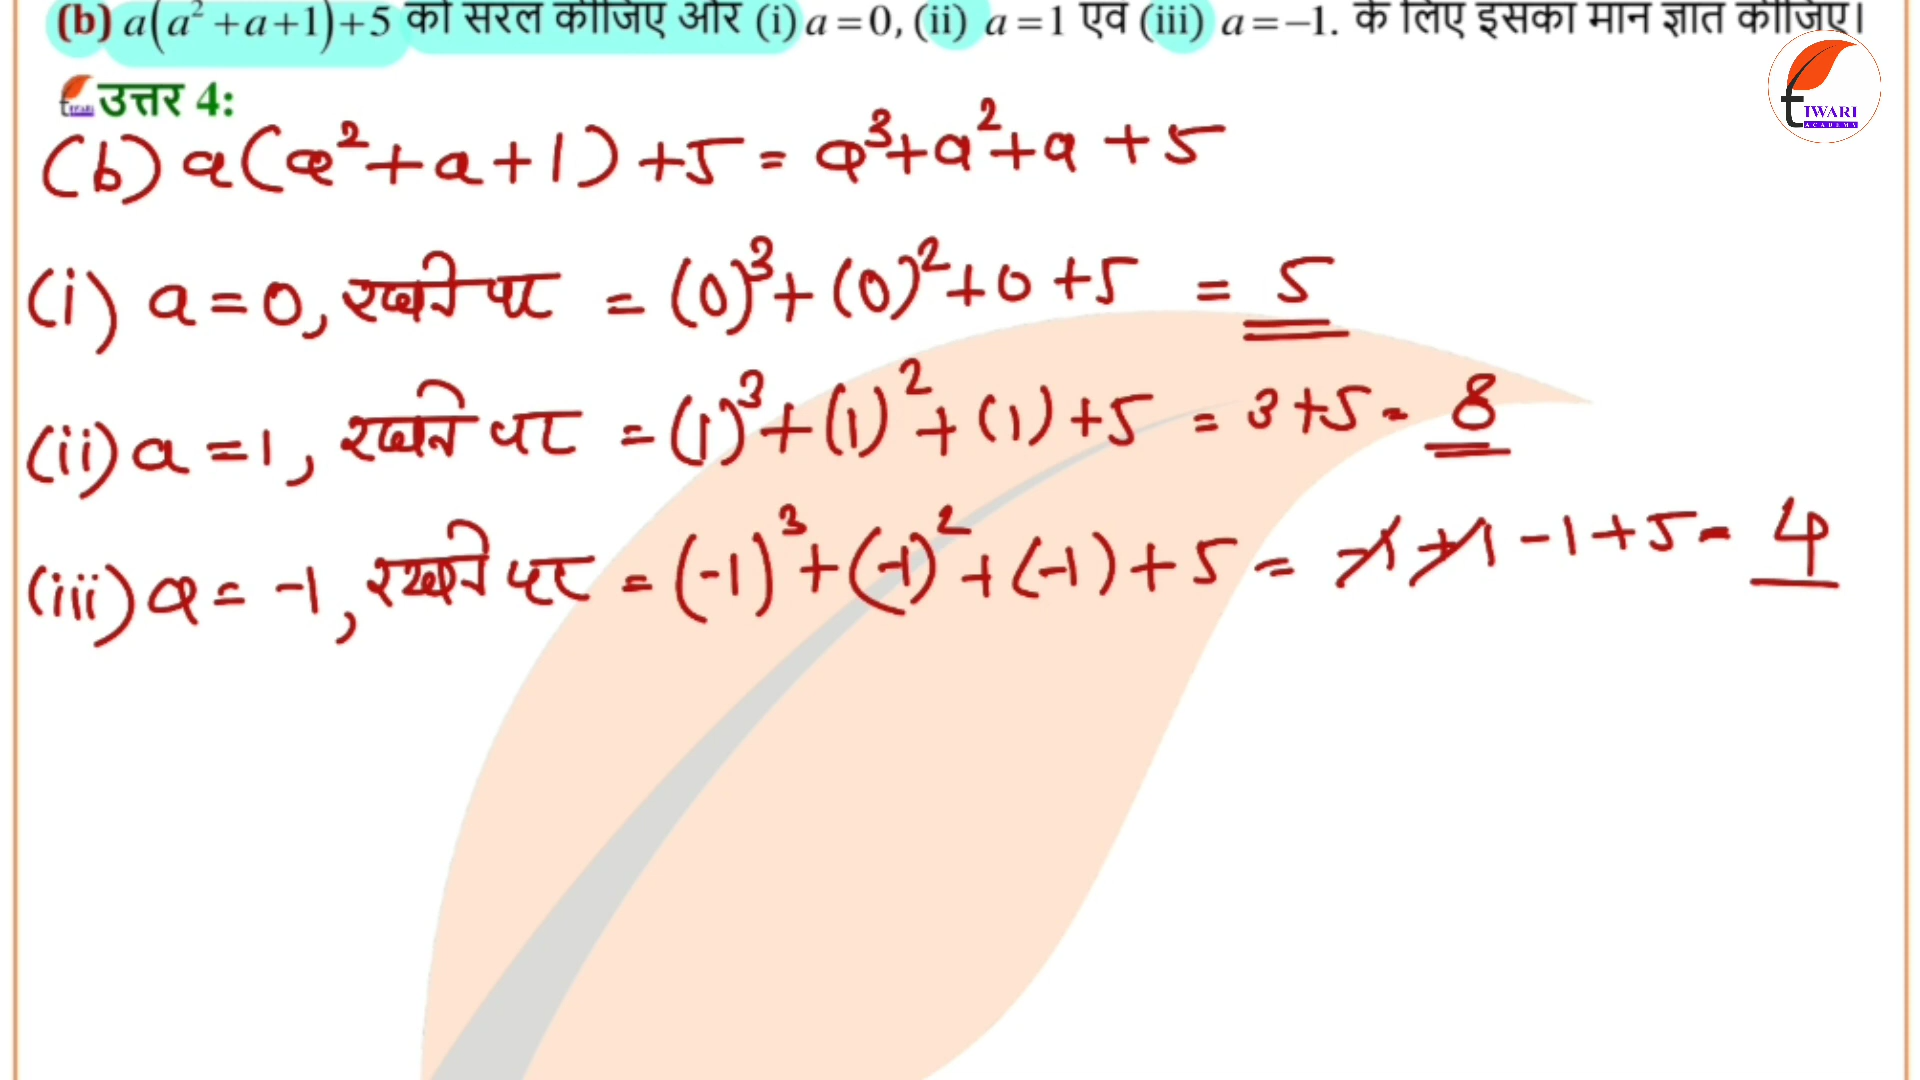 (b) a(a²+a+1)+5 को सरल कीजिए और (i) a=0, (ii) a=1 एवं (iii) a=−1. के लिए इसका मान ज्ञात कीजिए।
tIWARI
ACADEMY
उत्तर 4:
(b) a(a²+a+1)+5 = a³+a²+a+5
(i) a=0, रखने पर = (0)³+(0)²+0+5 = 5
(ii) a=1, रखने पर = (1)³+(1)²+(1)+5 = 3+5= 8
(iii) a= -1, रखने पर = (-1)³+(-1)²+(-1)+5 = -1+1-1+5= 4